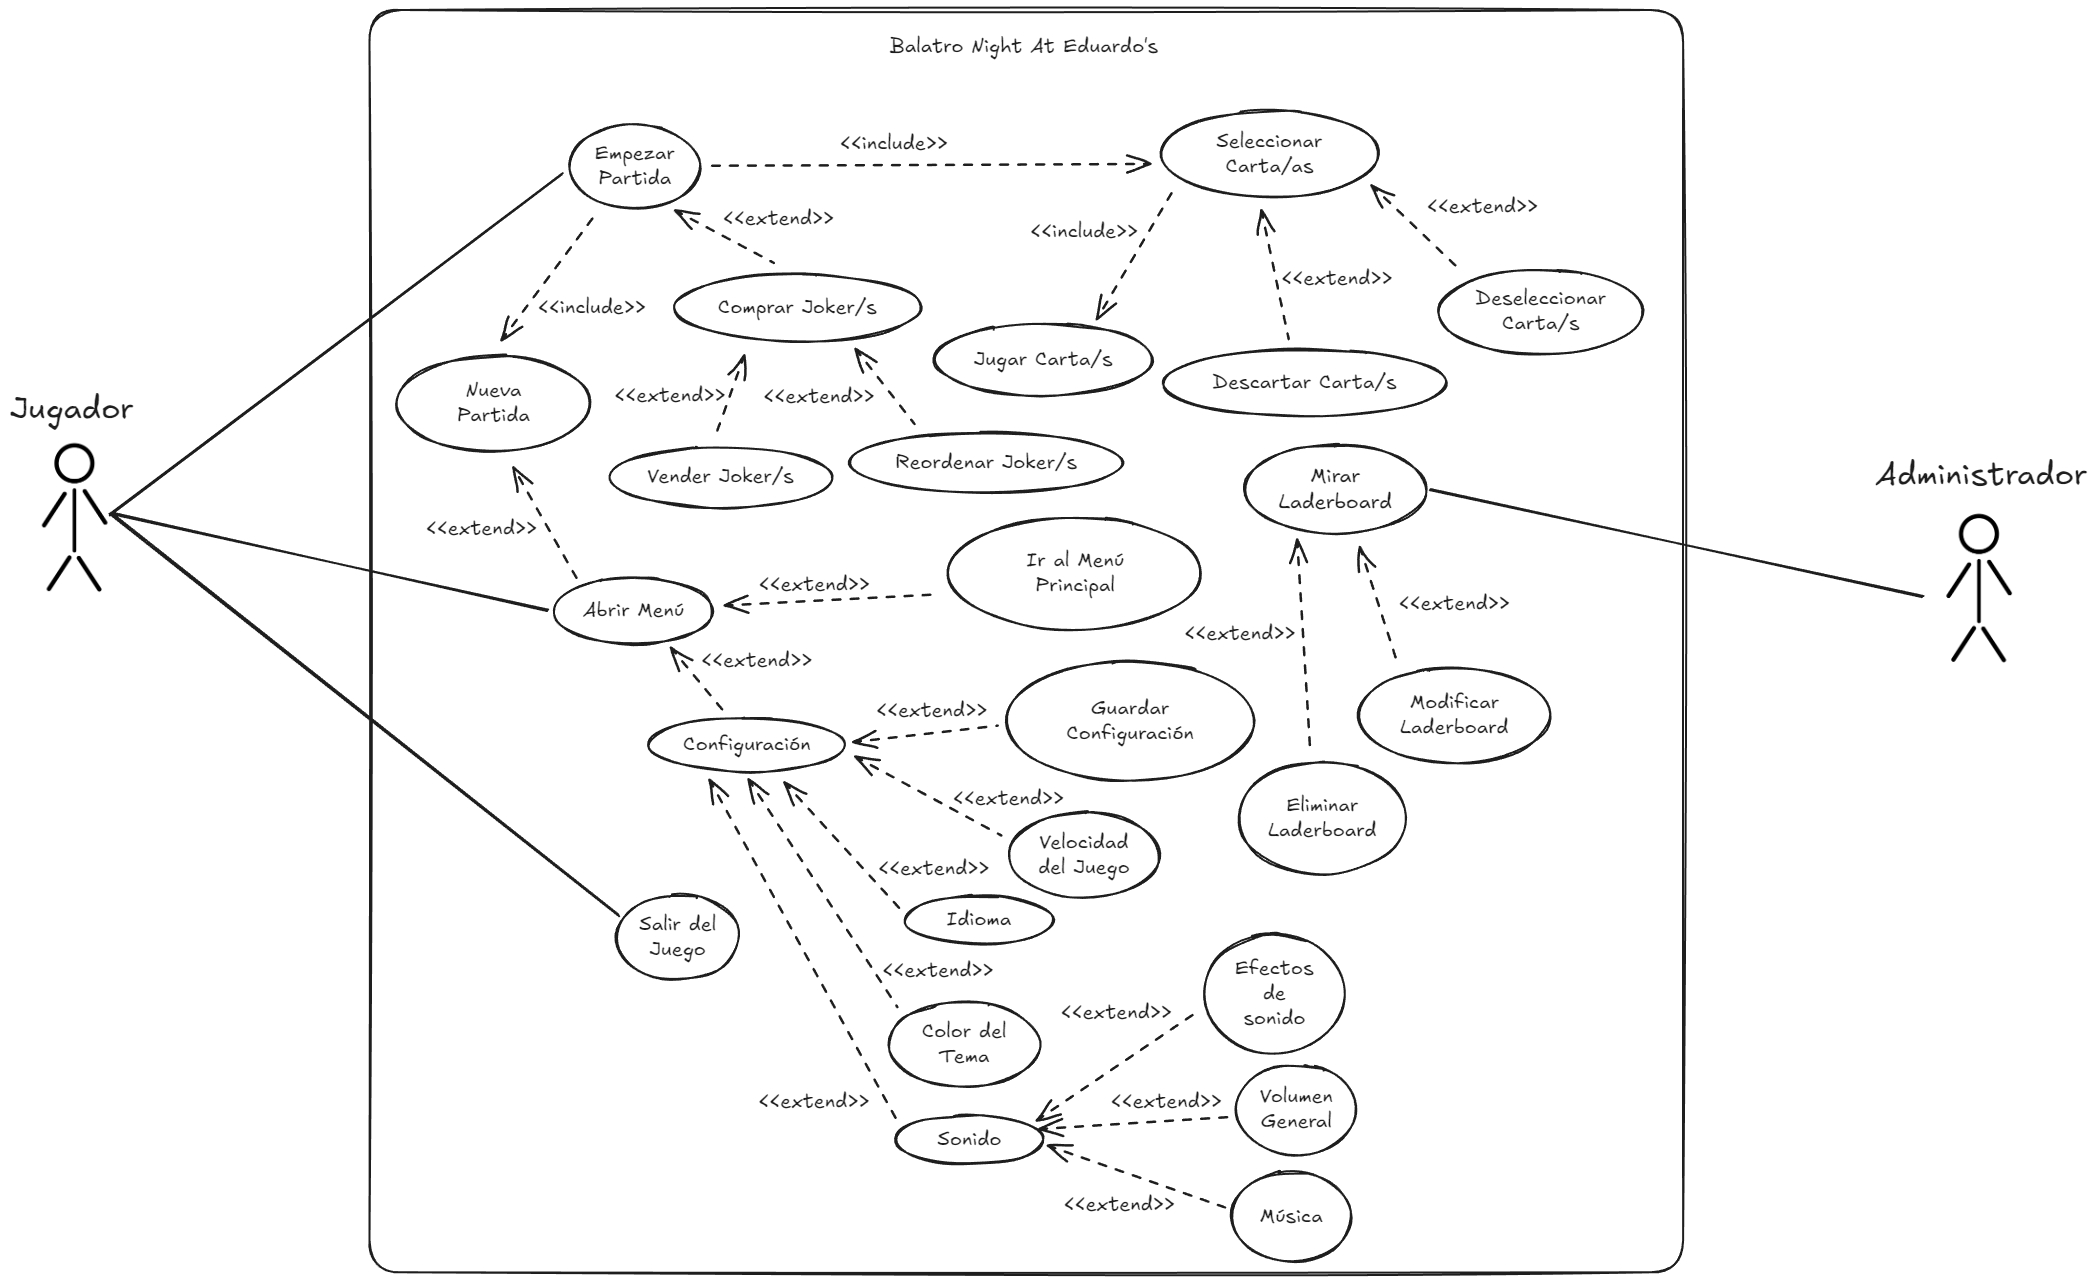 Balatro Night At Eduardo's
Empezar
Partida
<<include>>
Seleccionar
Carta/as
<<extend>>
<<include>>
<<extend>>
<<include>>
Comprar Joker/s
<<extend>>
Deseleccionar
Carta/s
Nueva
Partida
<<extend>>
<<extend>>
Jugar Carta/s
Descartar Carta/s
Jugador
Vender Joker/s
Reordenar Joker/s
Mirar
Laderboard
Administrador
<<extend>>
Abrir Menú
<<extend>>
Ir al Menú
Principal
<<extend>>
<<extend>>
<<extend>>
Configuración
<<extend>>
Guardar
Configuración
Modificar
Laderboard
<<extend>>
Velocidad
del Juego
Eliminar
Laderboard
<<extend>>
Idioma
Salir del
Juego
<<extend>>
Color del
Tema
Efectos
de
sonido
<<extend>>
<<extend>>
Sonido
<<extend>>
Volumen
General
<<extend>>
Música